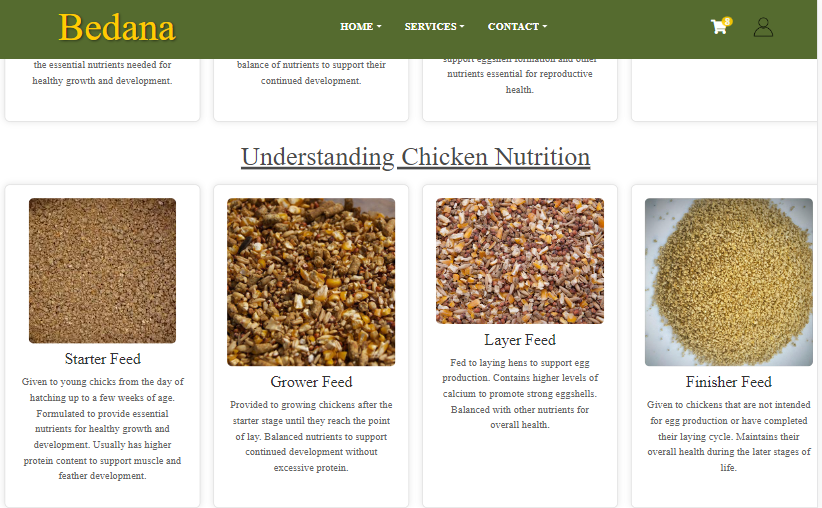 Bedana
HOME
SERVICES
CONTACT
8
the essential nutrients needed for
healthy growth and development.
balance of nutrients to support their
continued development.
support eggshell formation and other
nutrients essential for reproductive
health.
Understanding Chicken Nutrition
Starter Feed
Given to young chicks from the day of
hatching up to a few weeks of age.
Formulated to provide essential
nutrients for healthy growth and
development. Usually has higher
protein content to support muscle and
feather development.
Grower Feed
Provided to growing chickens after the
starter stage until they reach the point
of lay. Balanced nutrients to support
continued development without
excessive protein.
Layer Feed
Fed to laying hens to support egg
production. Contains higher levels of
calcium to promote strong eggshells.
Balanced with other nutrients for
overall health.
Finisher Feed
Given to chickens that are not intended
for egg production or have completed
their laying cycle. Maintains their
overall health during the later stages of
life.